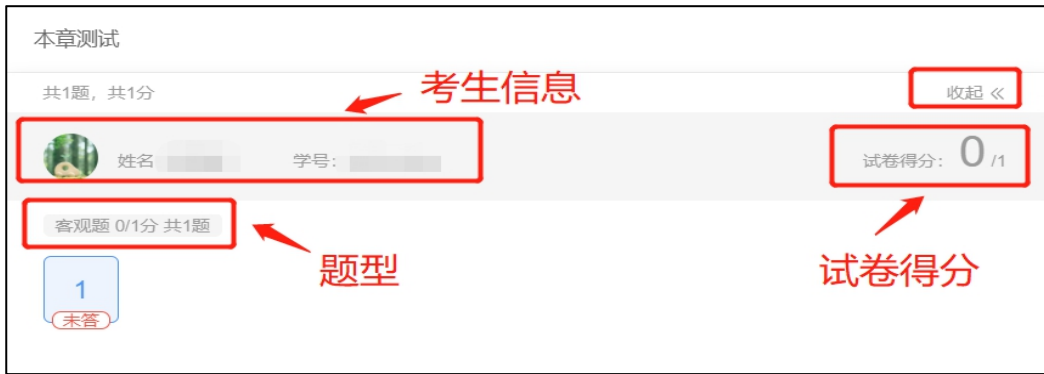 本章测试
共1题，共1分
考生信息
收起 «
姓名
学号：
试卷得分： 0 /1
客观题 0/1分 共1题
题型
试卷得分
1
未答